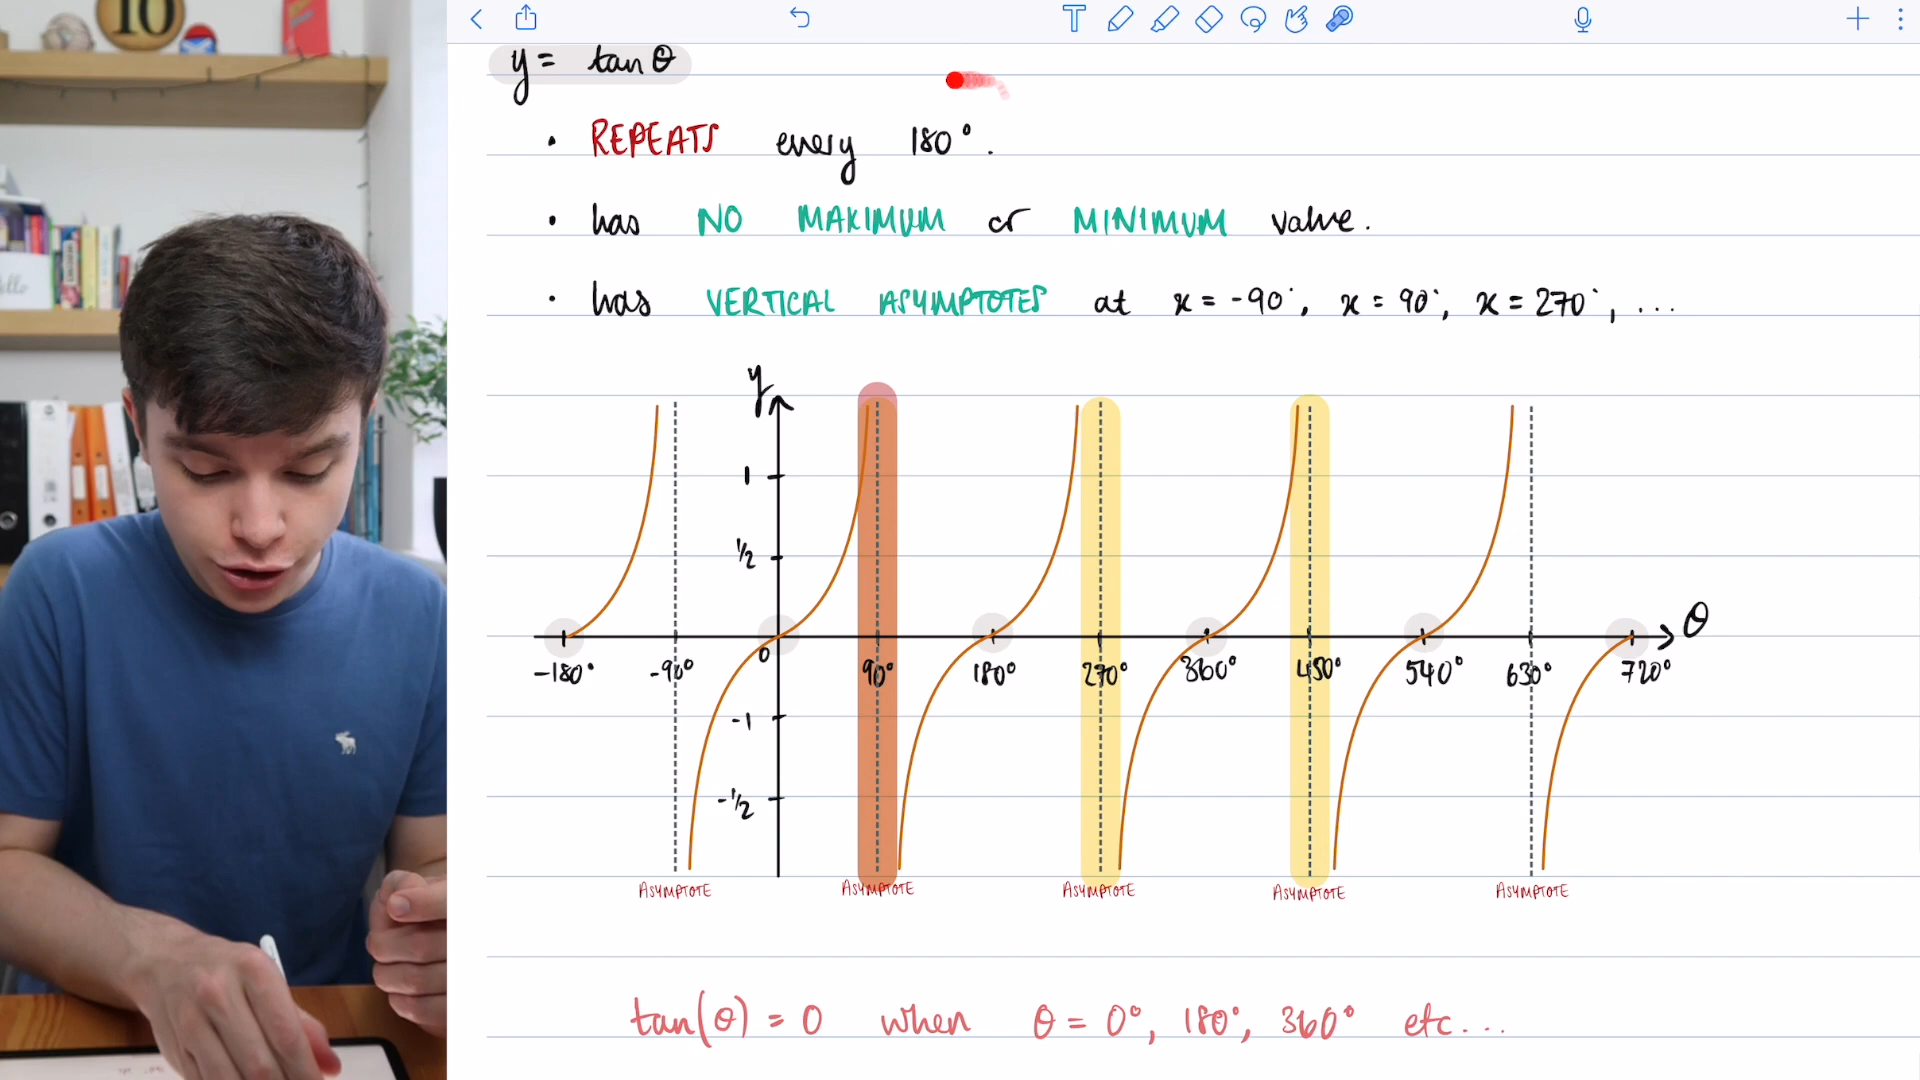 10
y = tan θ
• REPEATS every 180°.
• has NO MAXIMUM or MINIMUM value.
• has VERTICAL ASYMPTOTES at x = -90°, x = 90°, x = 270°, ...
y
1
1/2
θ
-180° -90° 0 90° 180° 270° 360° 450° 540° 630° 720°
-1
-1/2
ASYMPTOTE ASYMPTOTE ASYMPTOTE ASYMPTOTE ASYMPTOTE
tan(θ) = 0 when θ = 0°, 180°, 360° etc...